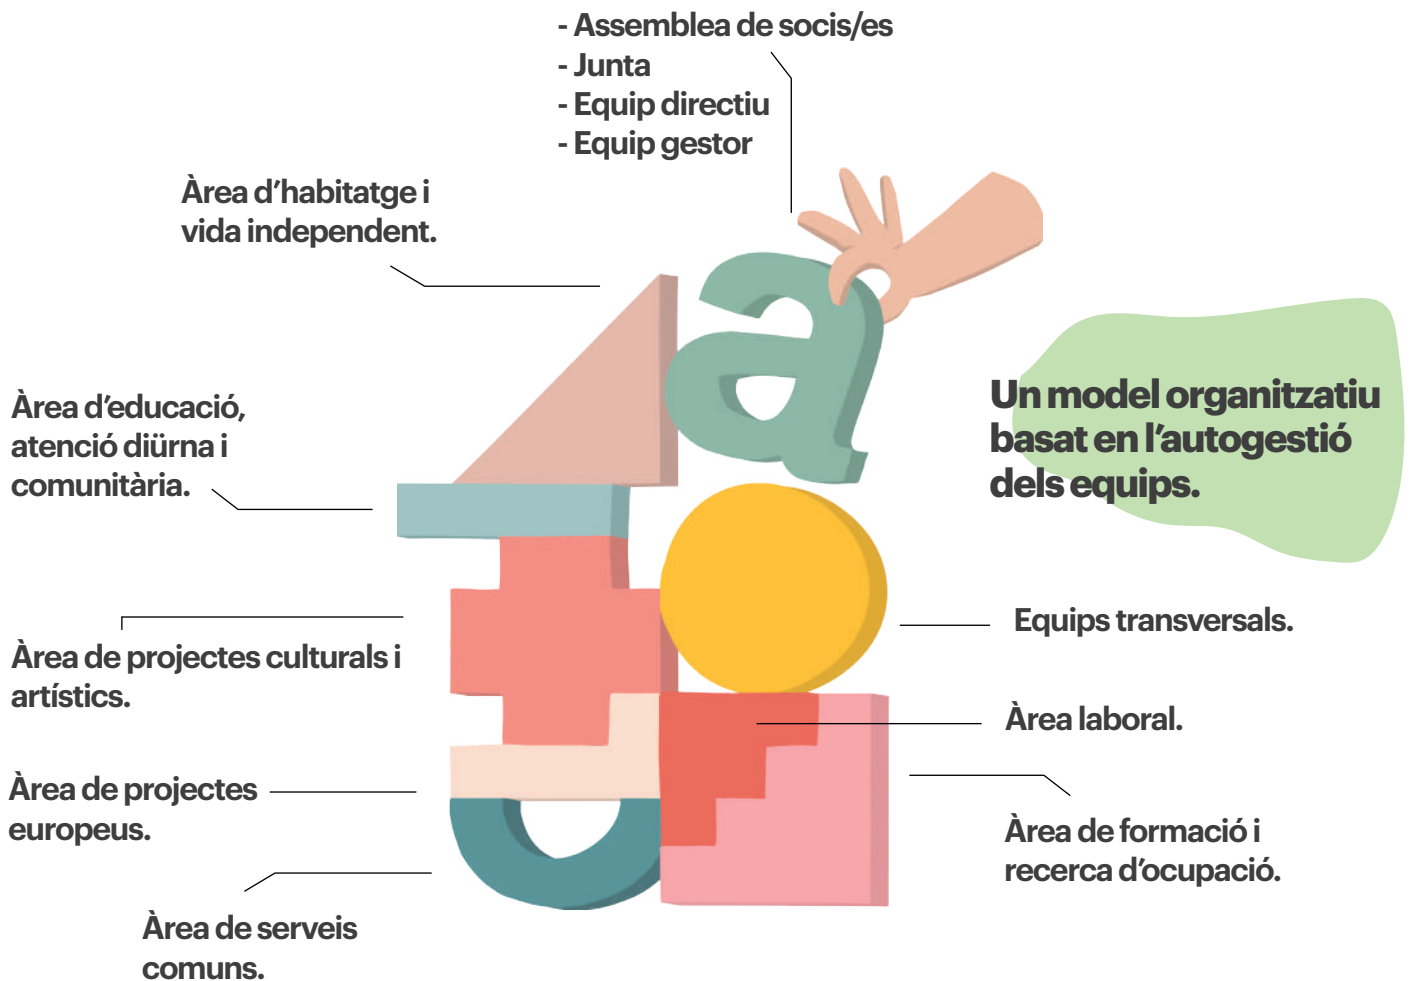 - Assemblea de socis/es
- Junta
- Equip directiu
- Equip gestor
Àrea d’habitatge i
vida independent.
Àrea d’educació,
atenció diürna i
comunitària.
Un model organitzatiu
basat en l’autogestió
dels equips.
Àrea de projectes culturals i
artístics.
Equips transversals.
Àrea laboral.
Àrea de projectes
europeus.
Àrea de formació i
recerca d’ocupació.
Àrea de serveis
comuns.